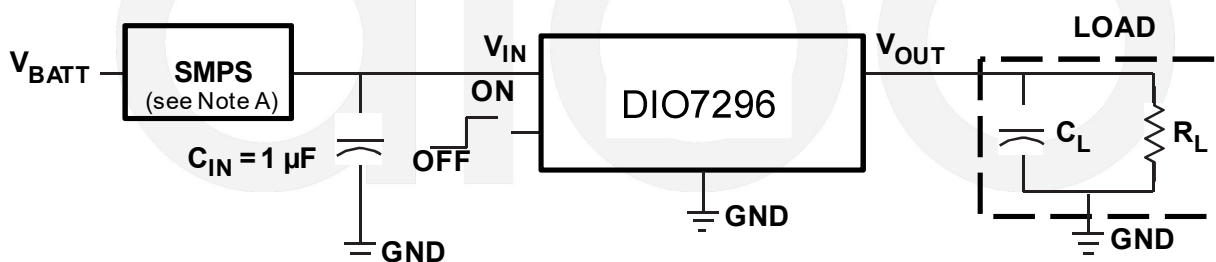 LOAD
V_BATT
SMPS
(see Note A)
V_IN
ON
OFF
DIO7296
V_OUT
C_IN = 1 µF
C_L
R_L
GND
GND
GND